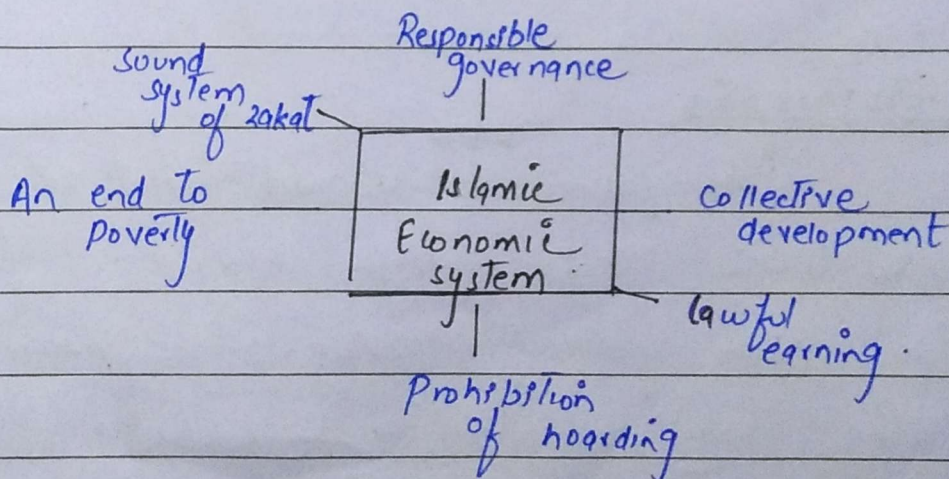 Responsible
governance
Sound
system
of zakat
An end to
Poverty
Islamic
Economic
system
Collective
development
lawful
earning.
Prohibition
of hoarding